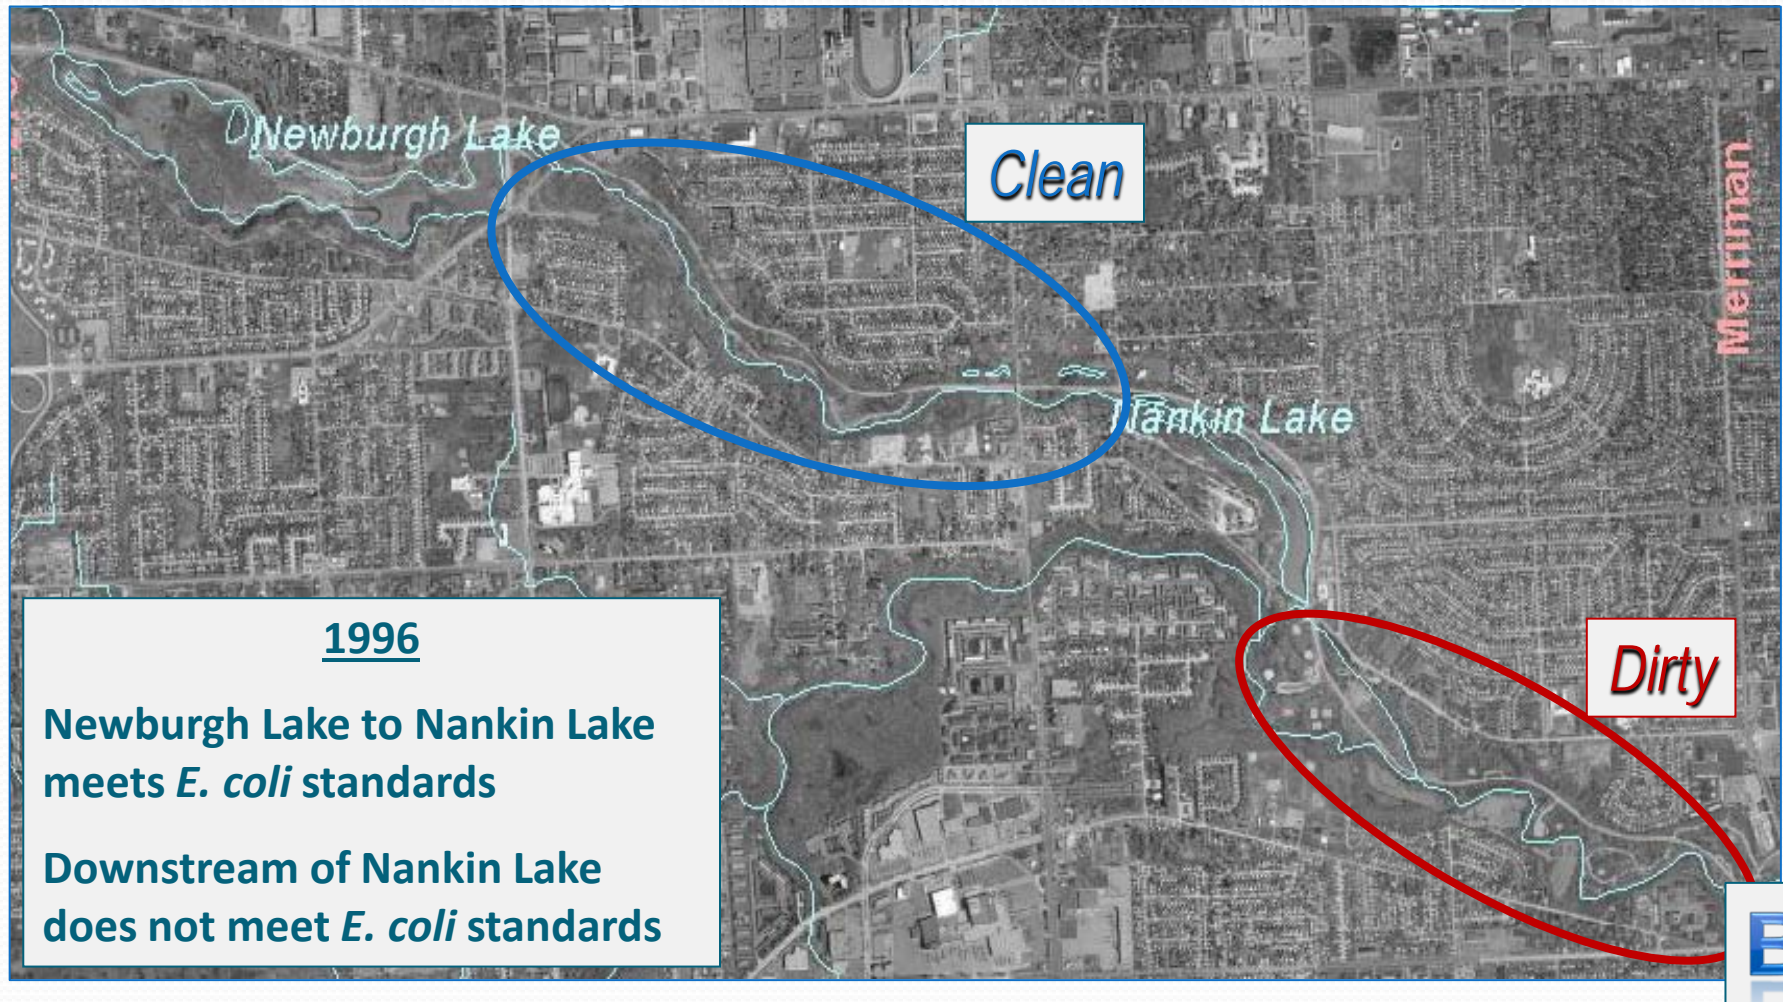 Newburgh Lake
Clean
Merriman
Nankin Lake
1996
Newburgh Lake to Nankin Lake
meets E. coli standards
Downstream of Nankin Lake
does not meet E. coli standards
Dirty